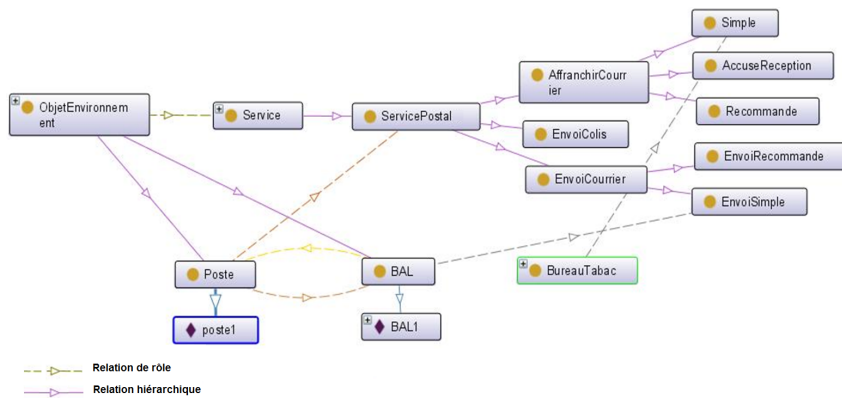 Simple
AccuseReception
AffranchirCourr
ier
Recommande
ObjetEnvironnem
ent
Service
ServicePostal
EnvoiColis
EnvoiCourrier
EnvoiRecommande
EnvoiSimple
Poste
BAL
BureauTabac
poste1
BAL1
Relation de rôle
Relation hiérarchique